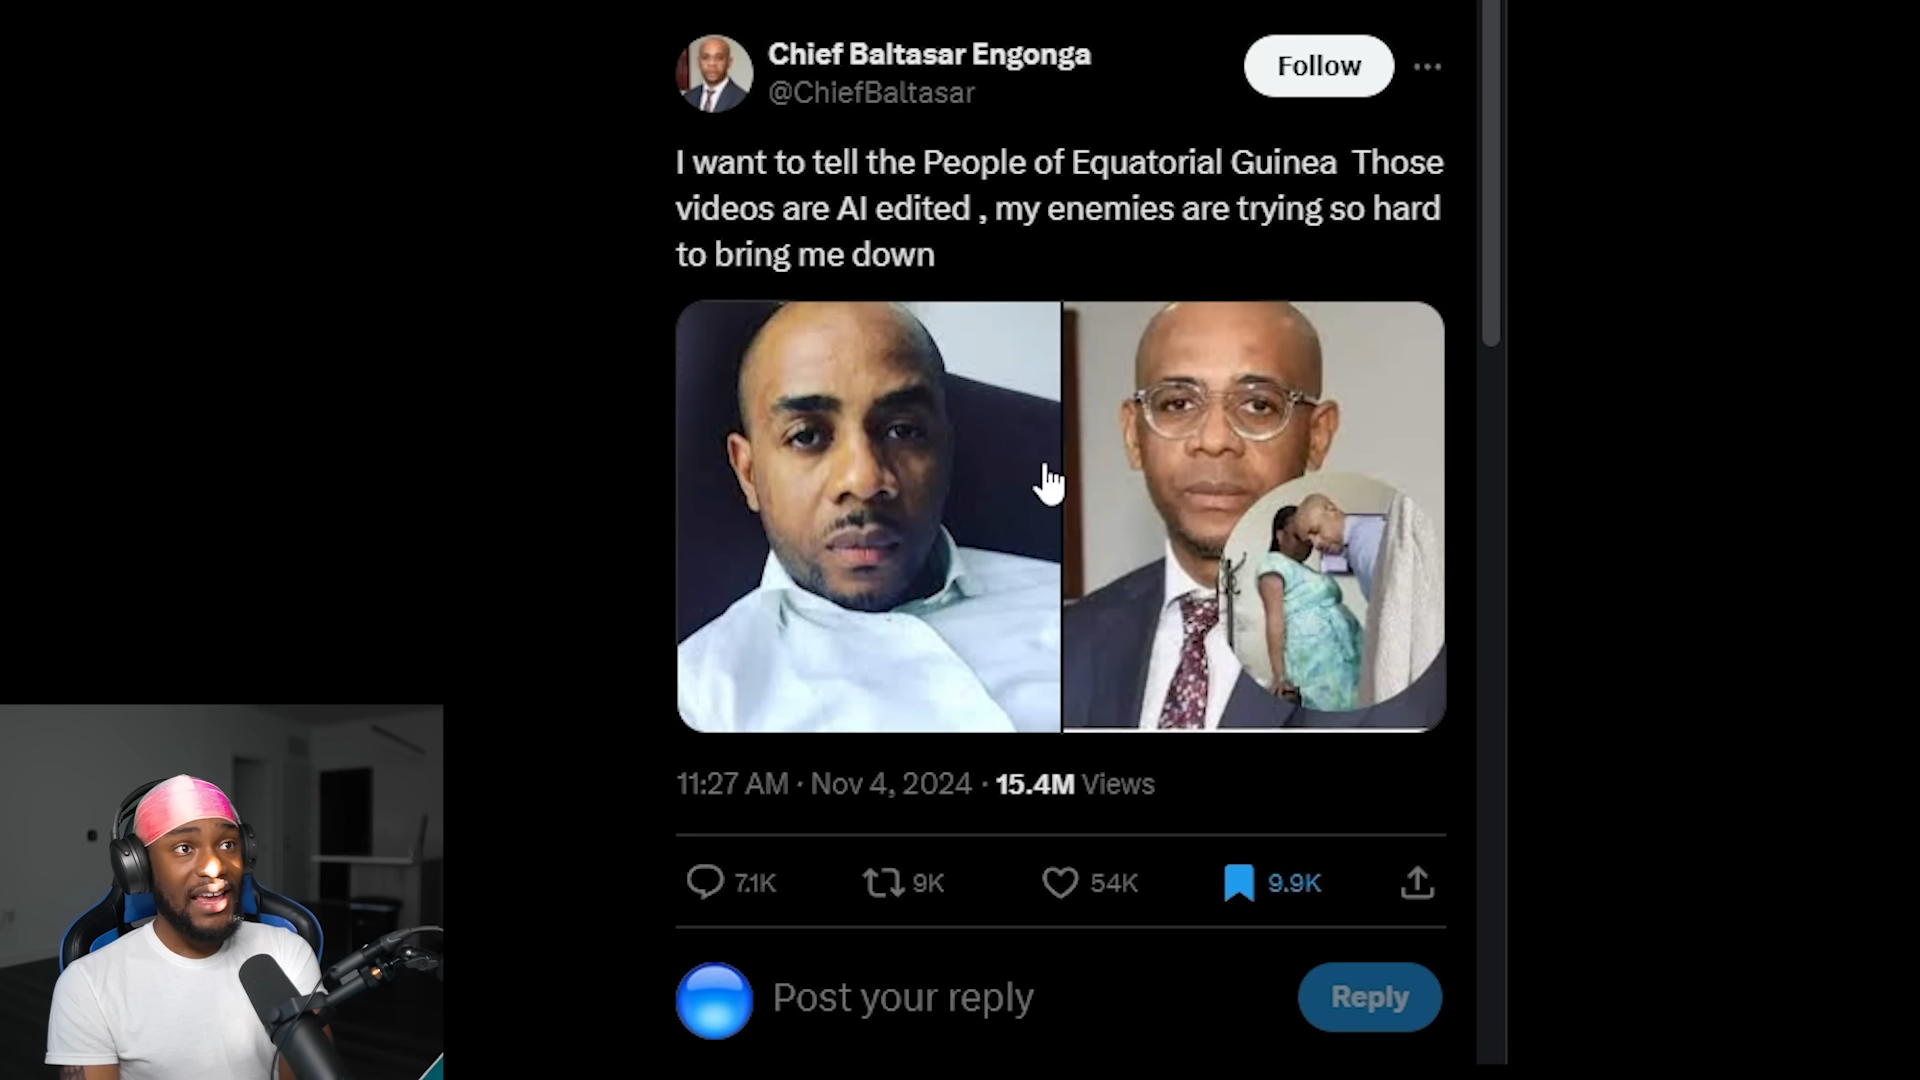 Chief Baltasar Engonga
@ChiefBaltasar
Follow
I want to tell the People of Equatorial Guinea Those
videos are AI edited , my enemies are trying so hard
to bring me down
11:27 AM · Nov 4, 2024 · 15.4M Views
7.1K 9K 54K 9.9K
Post your reply
Reply